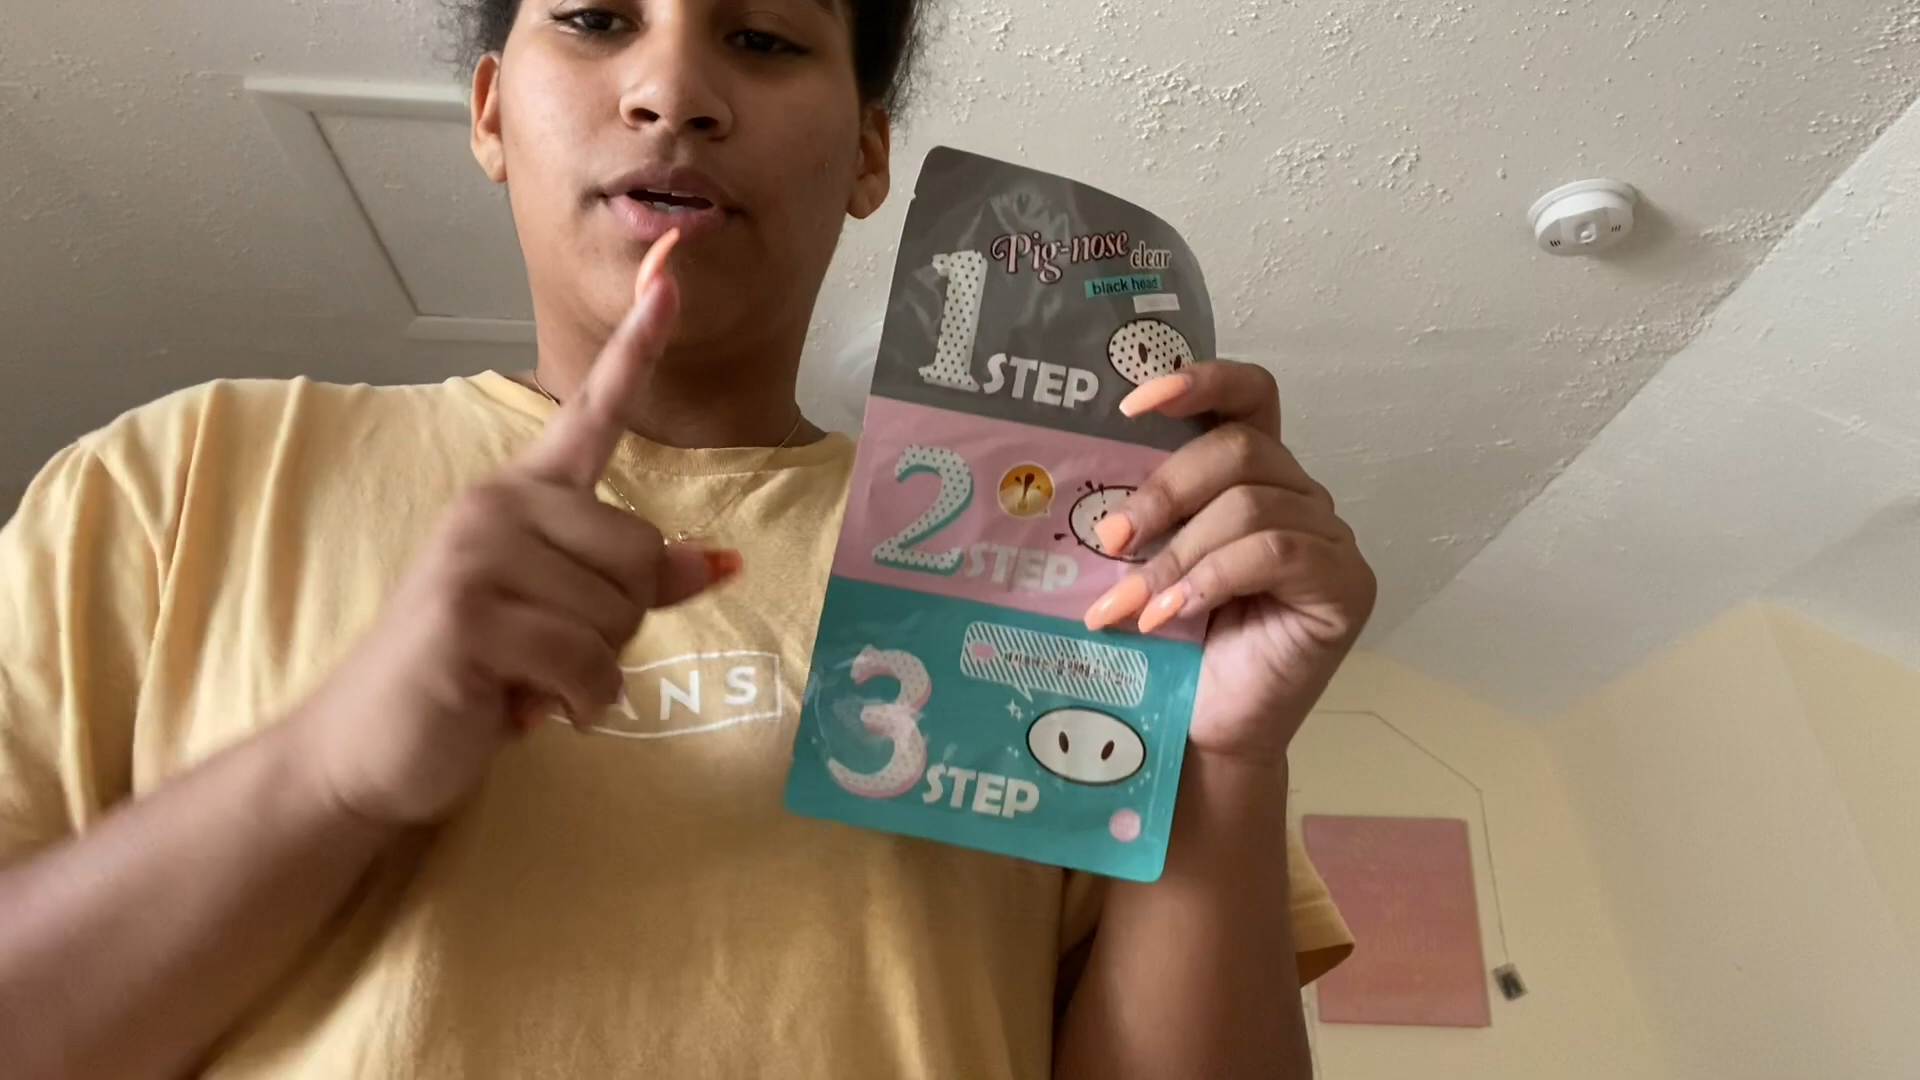 Pig-nose clear
black head
1 STEP
2 STEP
3 STEP
ANS